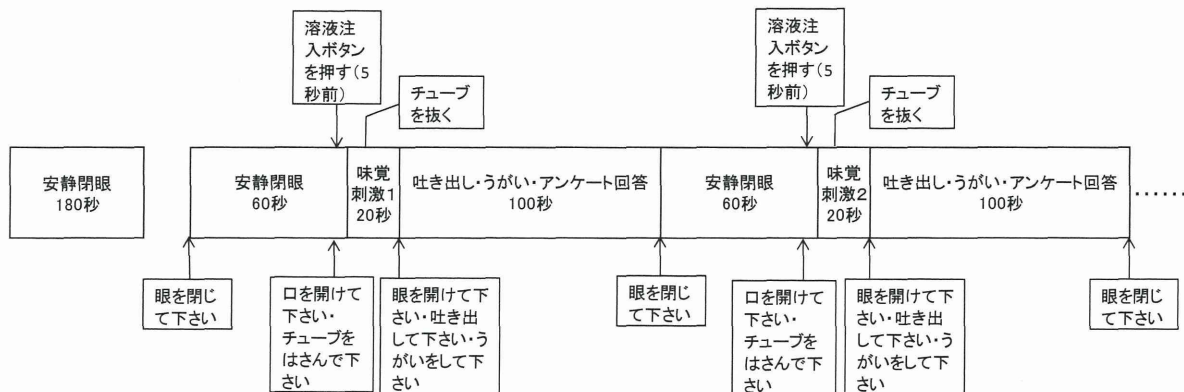 溶液注
入ボタン
を押す(5
秒前)
チューブ
を抜く
溶液注
入ボタン
を押す(5
秒前)
チューブ
を抜く
安静閉眼
180秒
安静閉眼
60秒
味覚
刺激1
20秒
吐き出し・うがい・アンケート回答
100秒
安静閉眼
60秒
味覚
刺激2
20秒
吐き出し・うがい・アンケート回答
100秒
……
眼を閉じ
て下さい
口を開けて
下さい・
チューブを
はさんで下
さい
眼を開けて下
さい・吐き出
して下さい・う
がいをして下
さい
眼を閉じ
て下さい
口を開けて
下さい・
チューブを
はさんで下
さい
眼を開けて下
さい・吐き出
して下さい・う
がいをして下
さい
眼を閉じ
て下さい